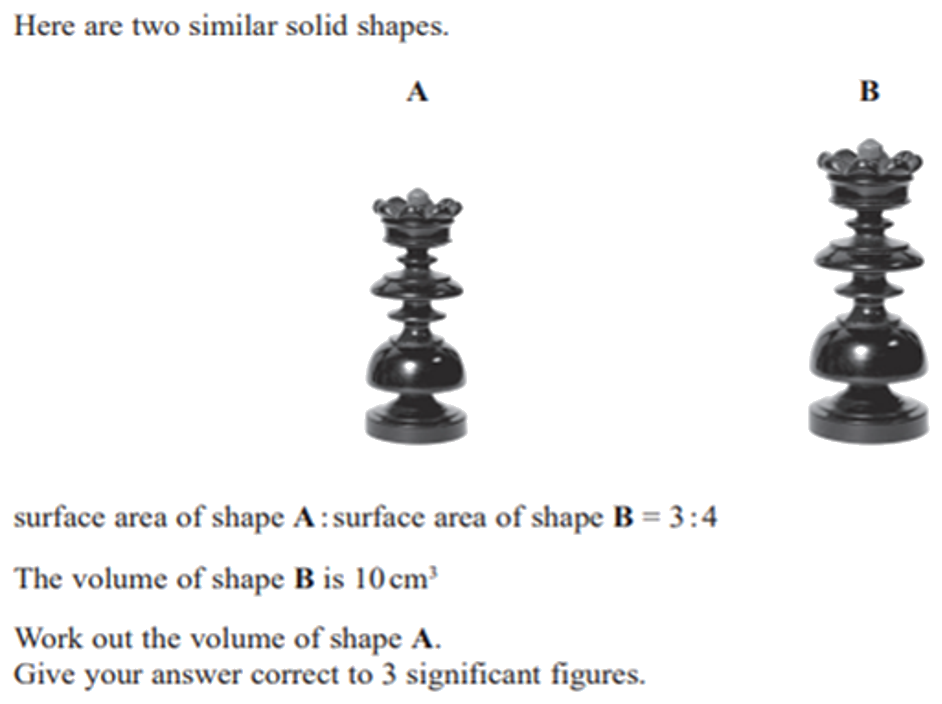 Here are two similar solid shapes.
A B
surface area of shape A : surface area of shape B = 3 : 4
The volume of shape B is 10 cm³
Work out the volume of shape A.
Give your answer correct to 3 significant figures.